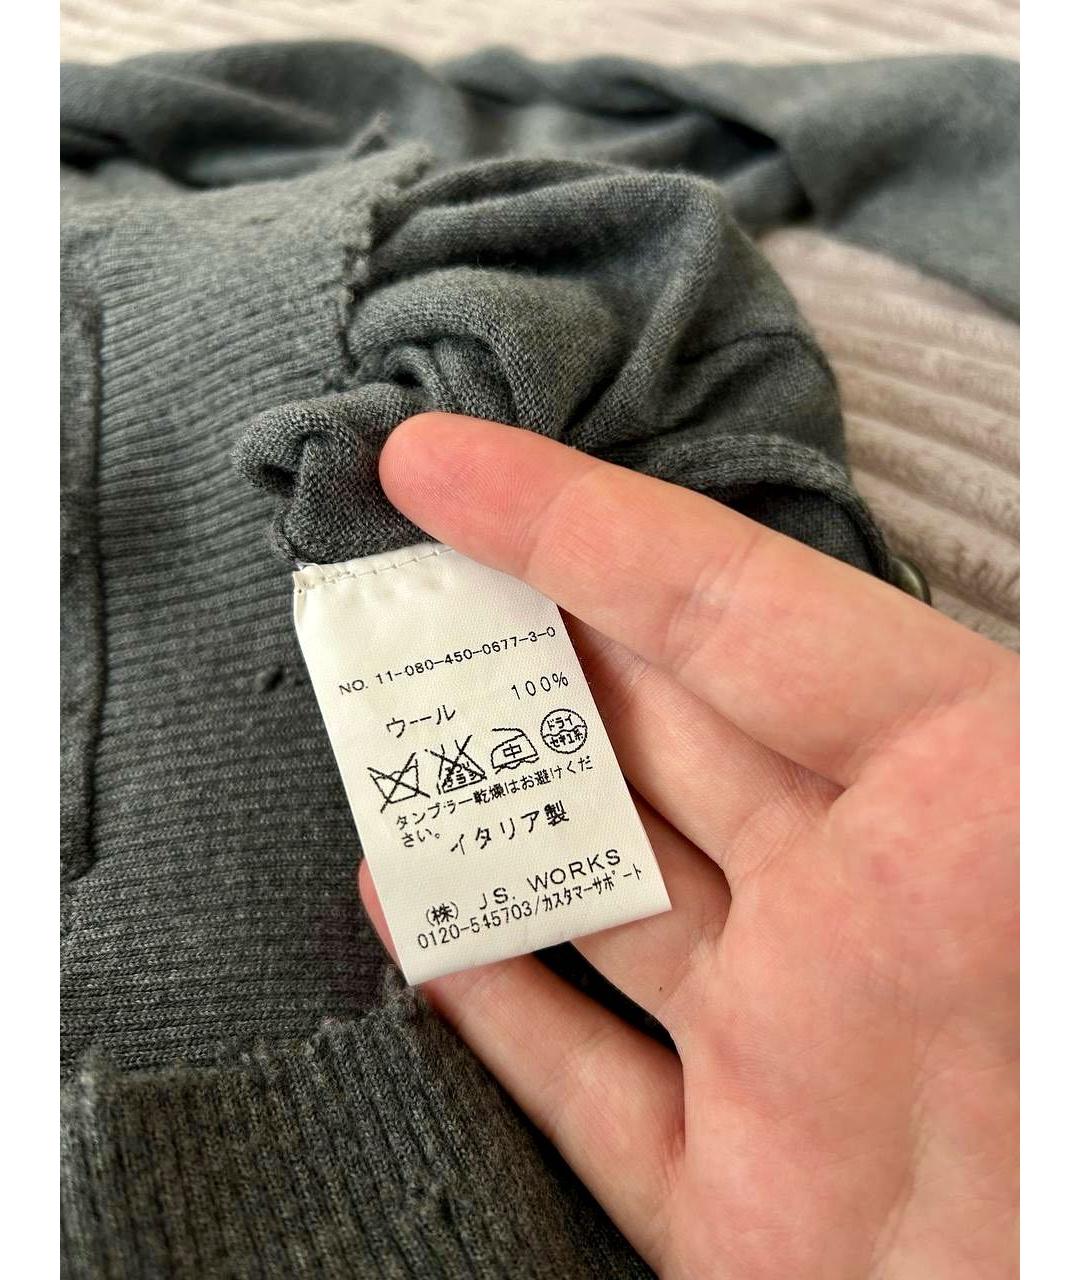 NO. 11-080-450-0677-3-0
ウール 100%
中 ドライ セキユ系
タンブラー乾燥はお避けくだ
さい。
イタリア製
(株) JS. WORKS
0120-545703/カスタマーサポート